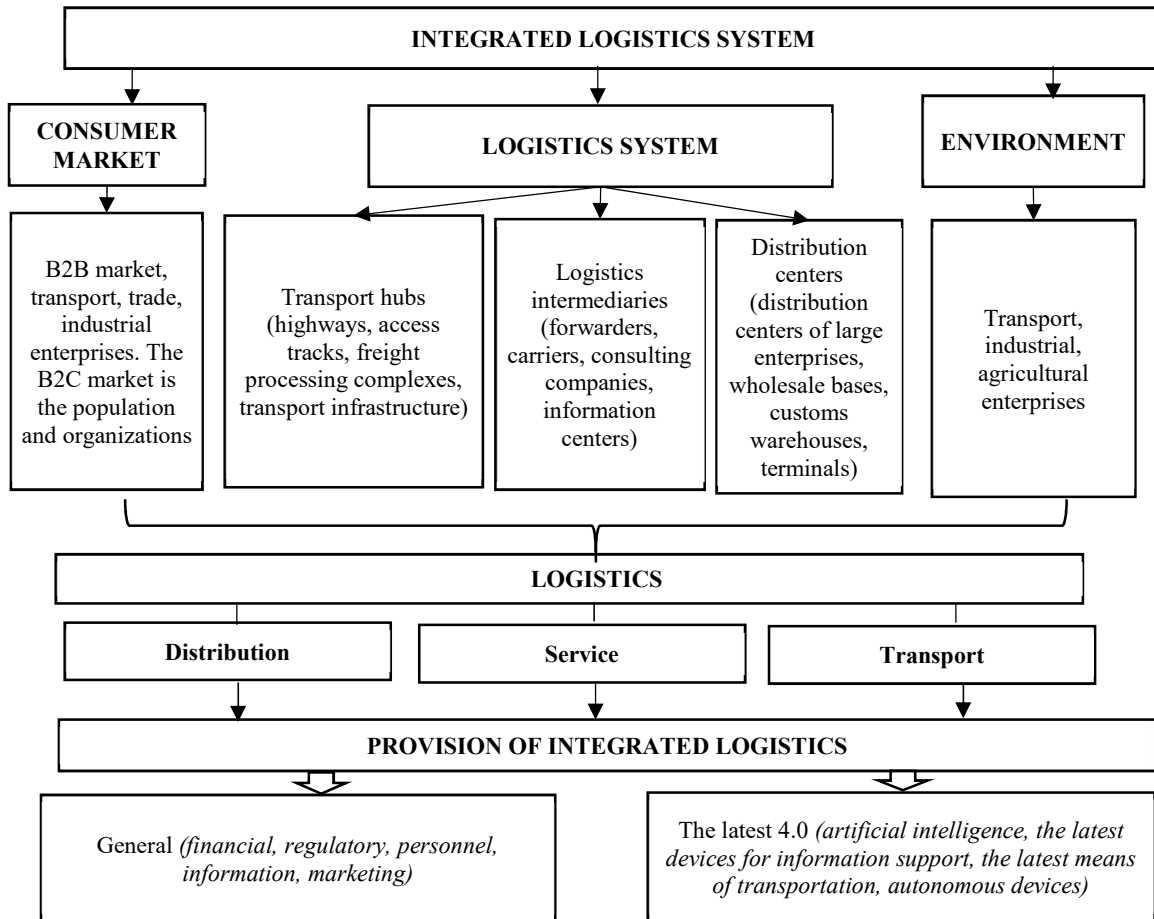 INTEGRATED LOGISTICS SYSTEM
CONSUMER
MARKET
LOGISTICS SYSTEM
ENVIRONMENT
B2B market,
transport, trade,
industrial
enterprises. The
B2C market is
the population
and organizations
Transport hubs
(highways, access
tracks, freight
processing complexes,
transport infrastructure)
Logistics
intermediaries
(forwarders,
carriers, consulting
companies,
information
centers)
Distribution
centers
(distribution
centers of large
enterprises,
wholesale bases,
customs
warehouses,
terminals)
Transport,
industrial,
agricultural
enterprises
LOGISTICS
Distribution
Service
Transport
PROVISION OF INTEGRATED LOGISTICS
General (financial, regulatory, personnel,
information, marketing)
The latest 4.0 (artificial intelligence, the latest
devices for information support, the latest means
of transportation, autonomous devices)